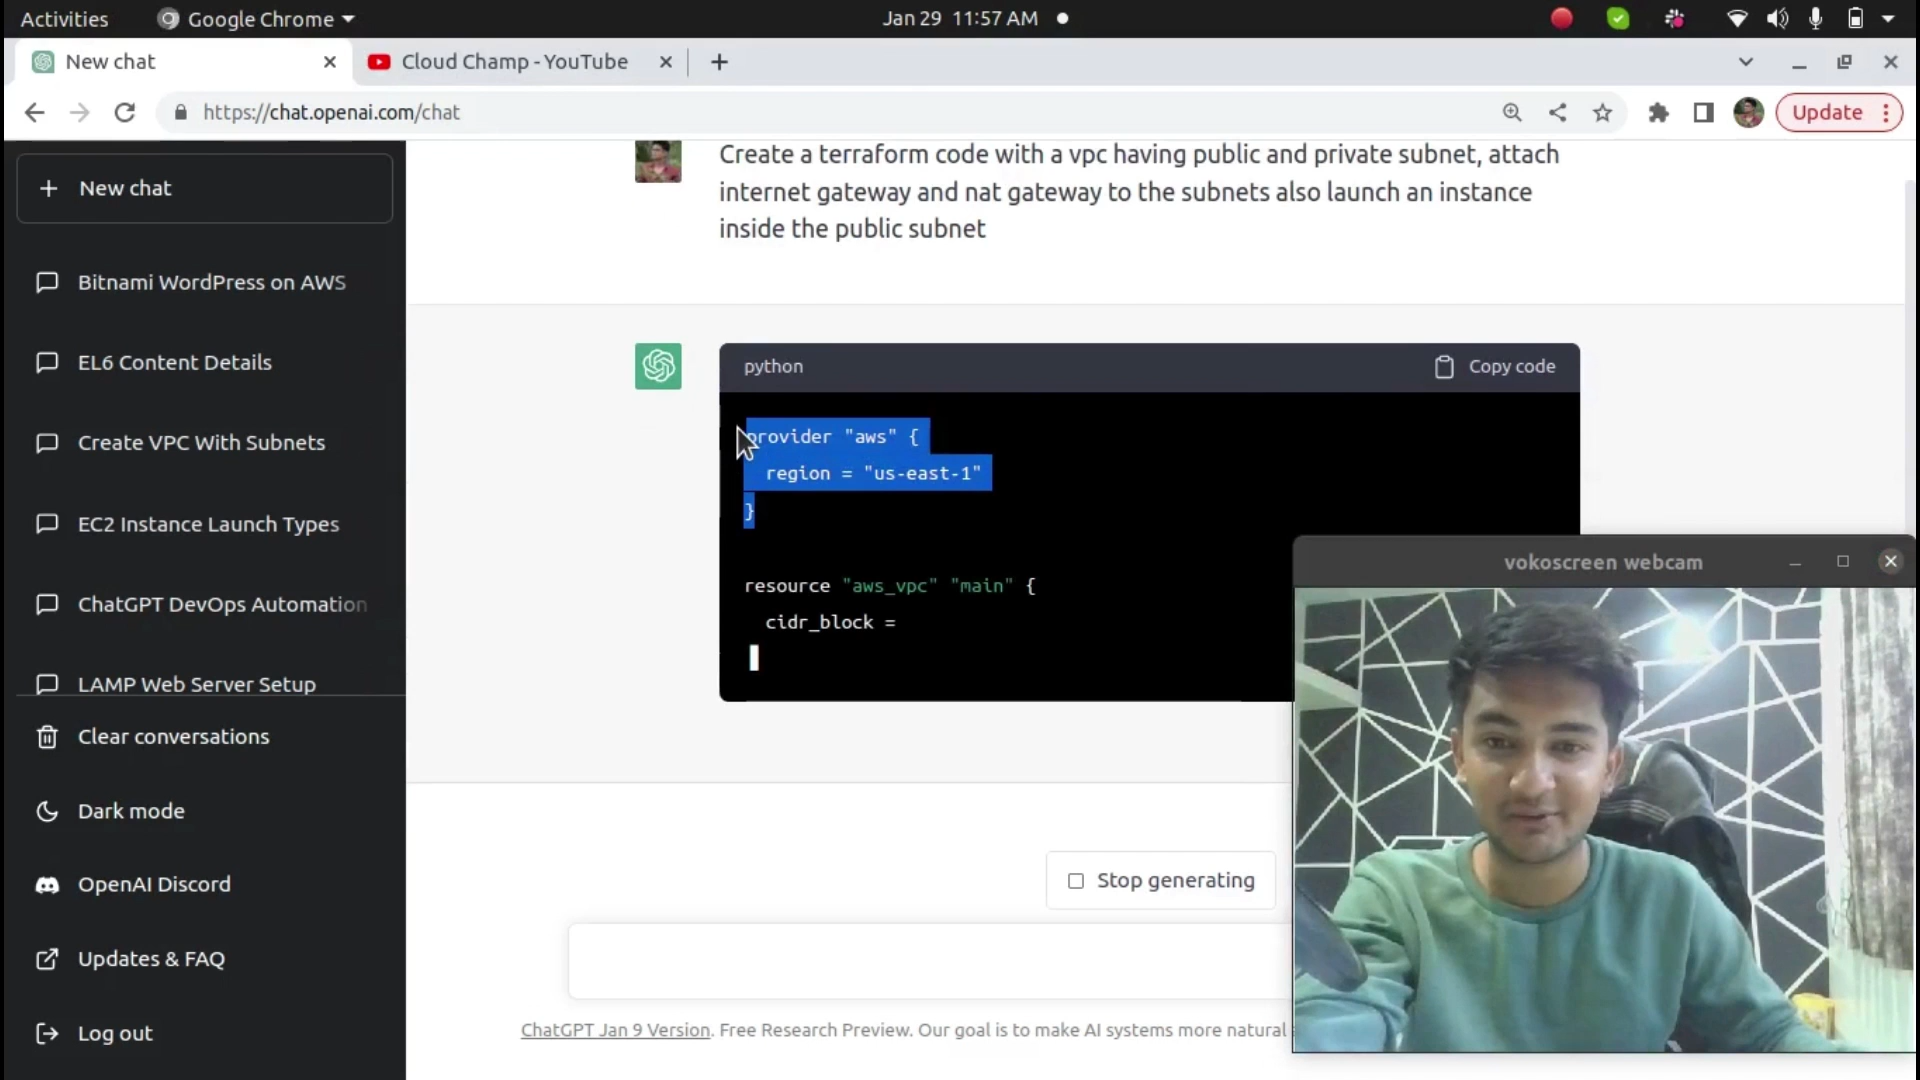 Activities
Google Chrome
Jan 29 11:57 AM
New chat
Cloud Champ - YouTube
https://chat.openai.com/chat
Update
New chat
Bitnami WordPress on AWS
EL6 Content Details
Create VPC With Subnets
EC2 Instance Launch Types
ChatGPT DevOps Automation
LAMP Web Server Setup
Clear conversations
Dark mode
OpenAI Discord
Updates & FAQ
Log out
Create a terraform code with a vpc having public and private subnet, attach
internet gateway and nat gateway to the subnets also launch an instance
inside the public subnet
python
Copy code
provider "aws" {
region = "us-east-1"
}
resource "aws_vpc" "main" {
cidr_block =
vokoscreen webcam
Stop generating
ChatGPT Jan 9 Version. Free Research Preview. Our goal is to make AI systems more natural